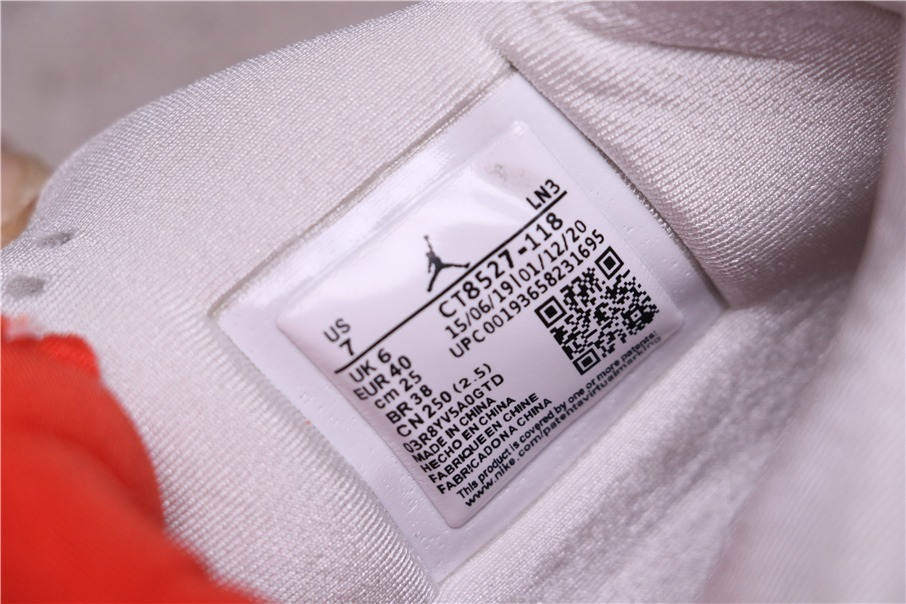 LN3
US
7
CT8527-118
15/06/19/01/12/20
UPC 00193658231695
UK 6
EUR 40
cm 25
BR 38
CN 250 (2.5)
03R8YV5A0GTD
MADE IN CHINA
HECHO EN CHINA
FABRIQUE EN CHINE
FABRICADO NA CHINA
This product is covered by one or more patents:
www.nike.com/patentavirtualmarking